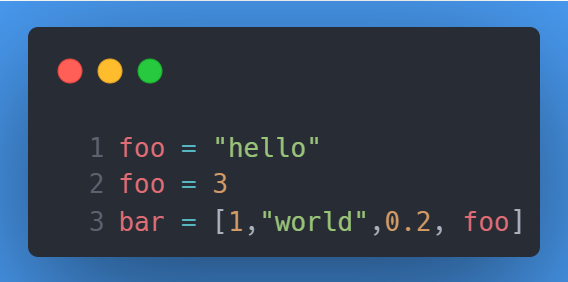 1 foo = "hello"
2 foo = 3
3 bar = [1,"world",0.2, foo]